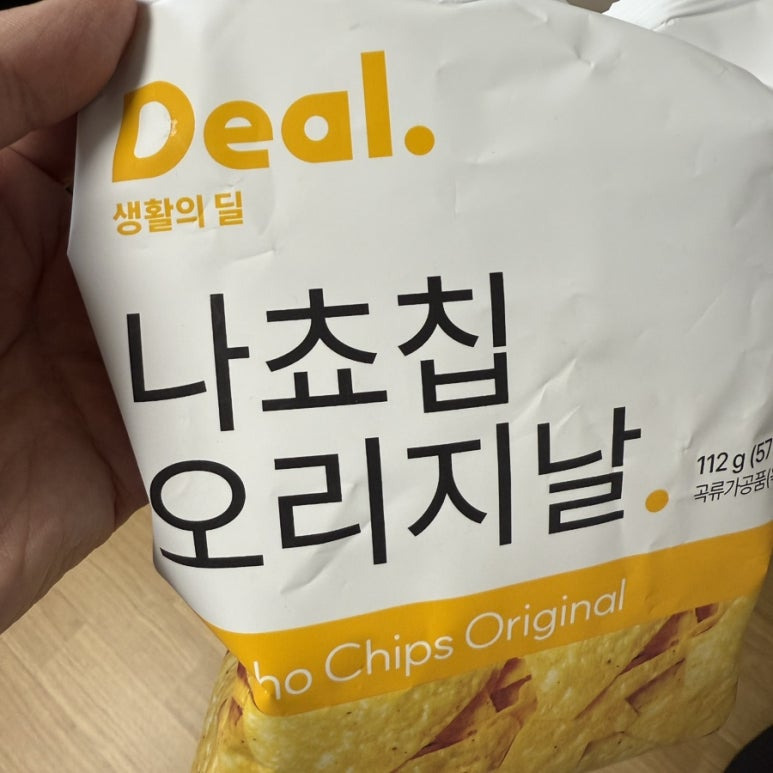 Deal.
생활의 딜
나쵸칩
오리지날.
112 g (57
곡류가공품(
ho Chips Original